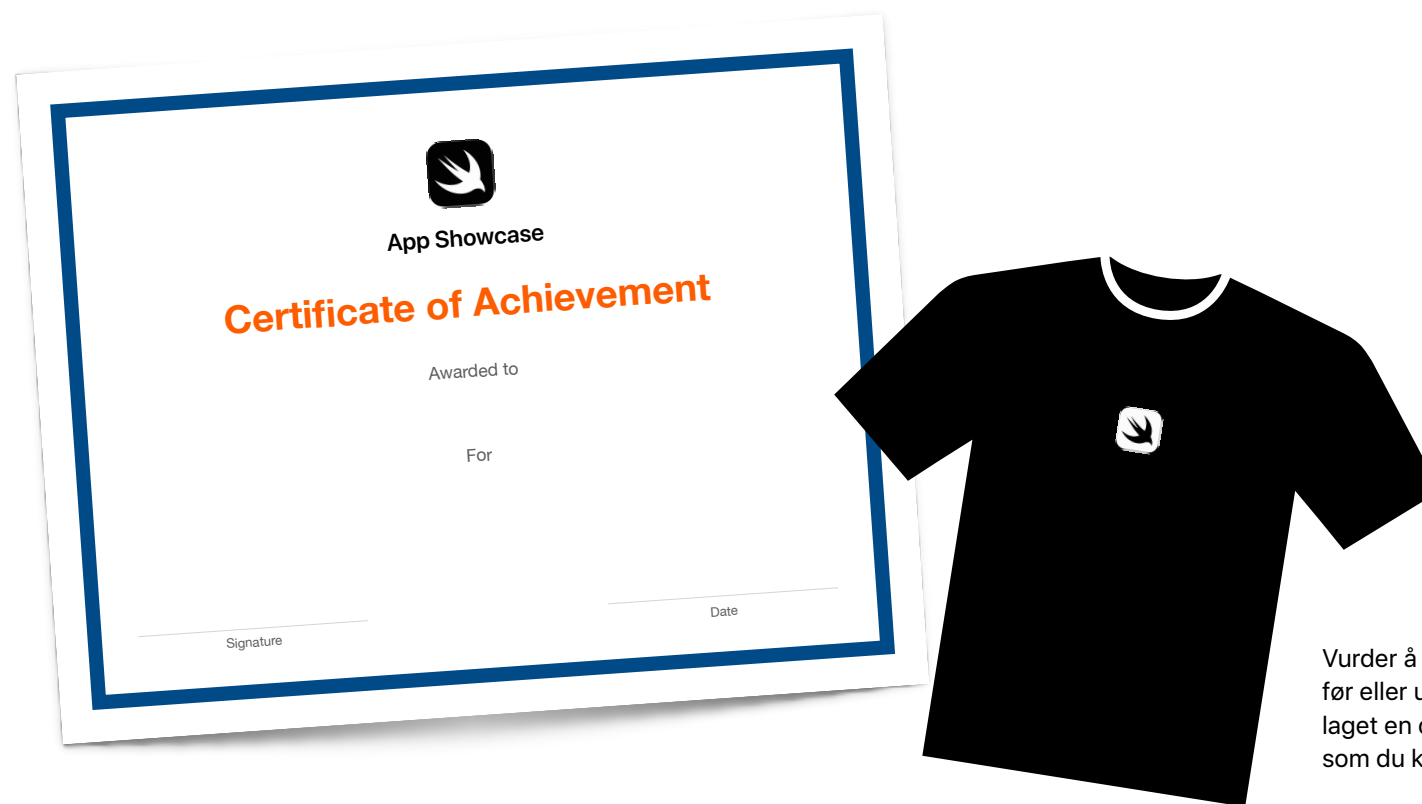 App Showcase
Certificate of Achievement
Awarded to
For
Signature
Date
Vurder å
før eller
laget en
som du